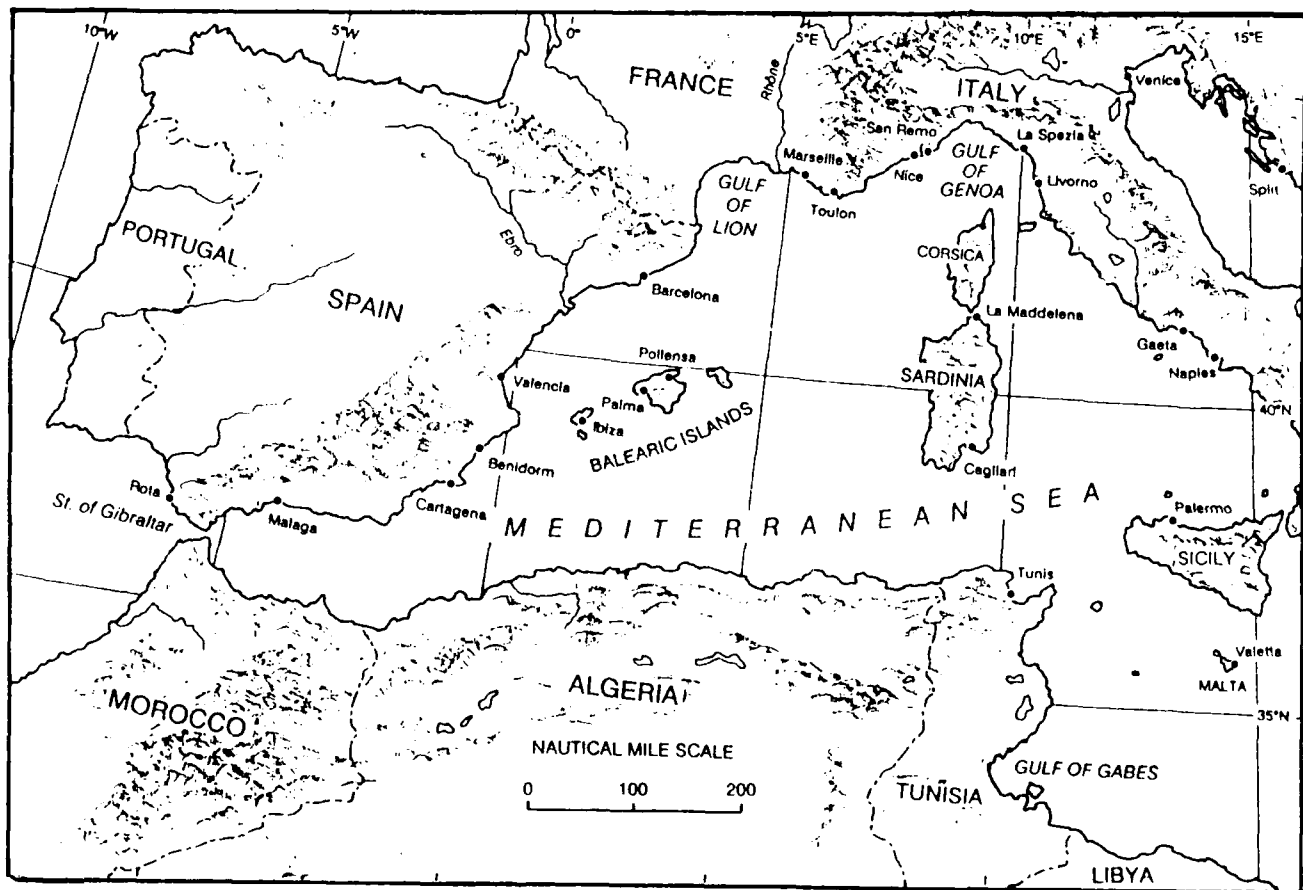 10°W
5°W
0°
5°E
10°E
15°E
FRANCE
Rhône
ITALY
Venice
San Remo
La Spezia
Marseille
Nice
GULF
OF
GENOA
Livorno
Split
GULF
OF
LION
Toulon
PORTUGAL
Ebro
CORSICA
SPAIN
Barcelona
La Maddelena
Pollensa
Gaeta
Naples
Valencia
SARDINIA
Palma
40°N
Ibiza
BALEARIC ISLANDS
Benidorm
Cagliari
Rota
St. of Gibraltar
Malaga
Cartagena
MEDITERRANEAN SEA
Palermo
SICILY
Tunis
Valetta
MALTA
ALGERIA
MOROCCO
35°N
NAUTICAL MILE SCALE
0 100 200
GULF OF GABES
TUNISIA
LIBYA